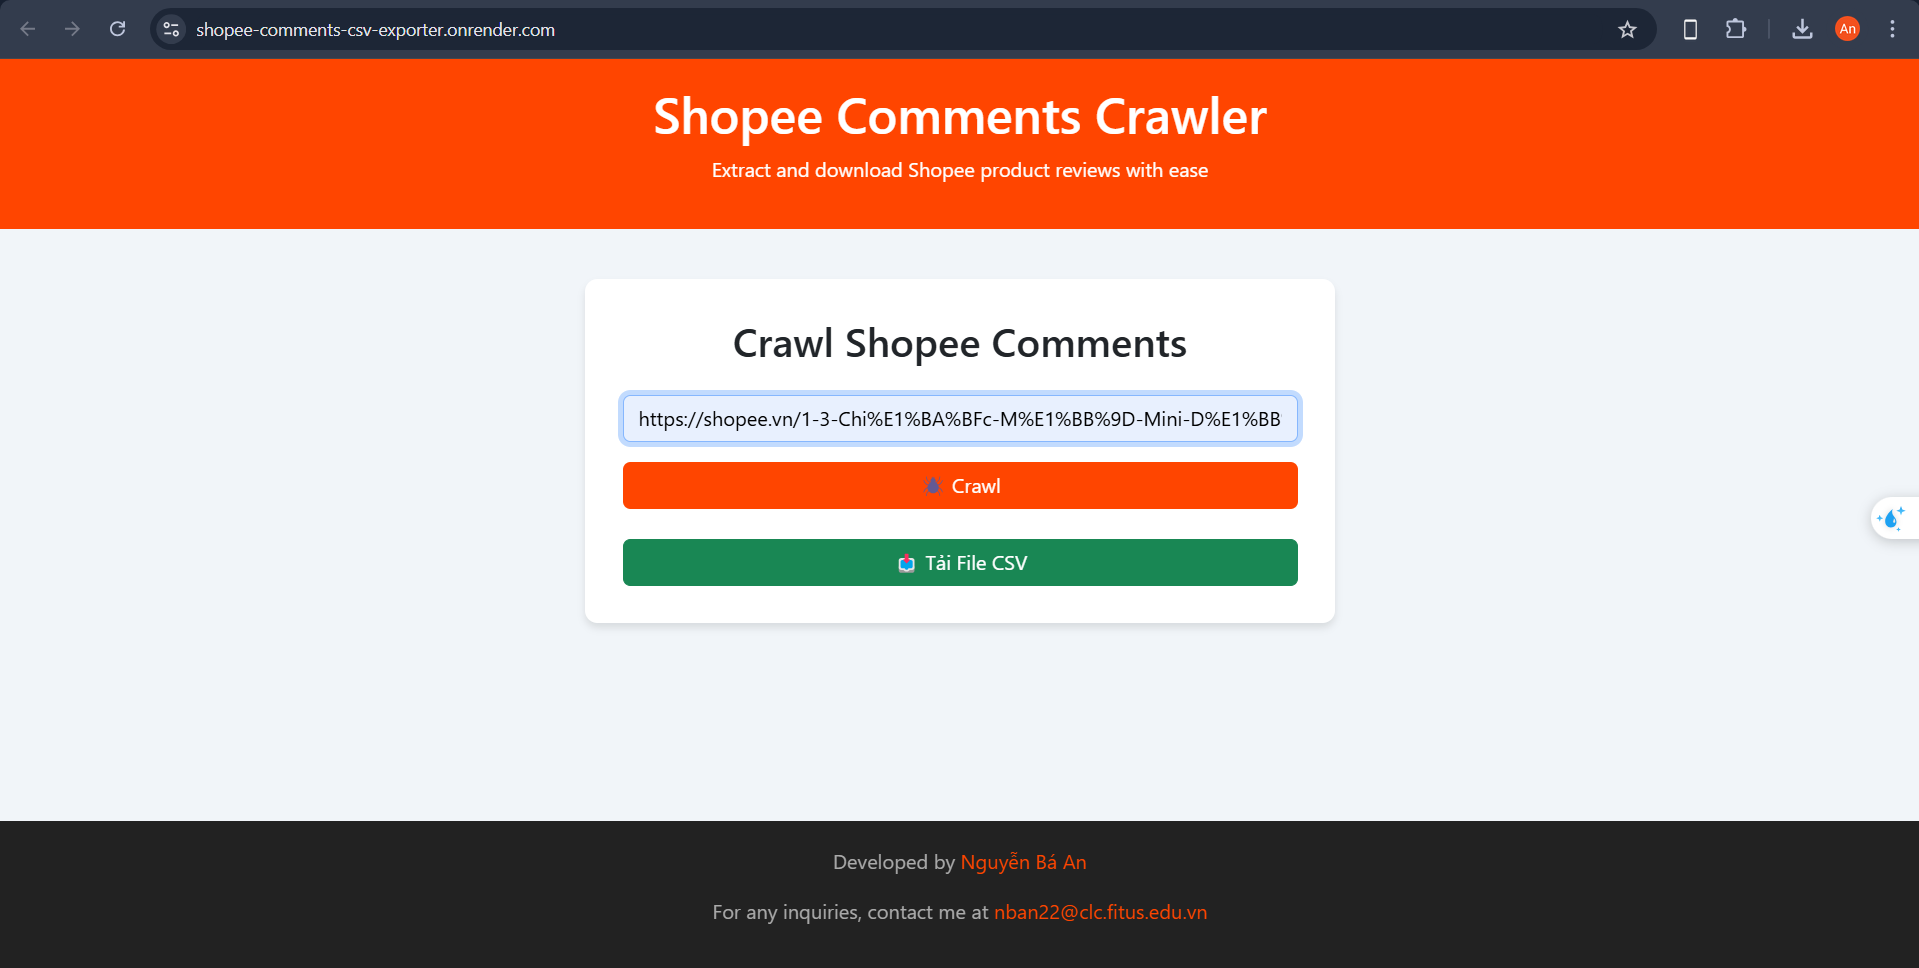 shopee-comments-csv-exporter.onrender.com
An
Shopee Comments Crawler
Extract and download Shopee product reviews with ease
Crawl Shopee Comments
https://shopee.vn/1-3-Chi%E1%BA%BFc-M%E1%BB%9D-Mini-D%E1%BB
Crawl
Tải File CSV
Developed by Nguyễn Bá An
For any inquiries, contact me at nban22@clc.fitus.edu.vn